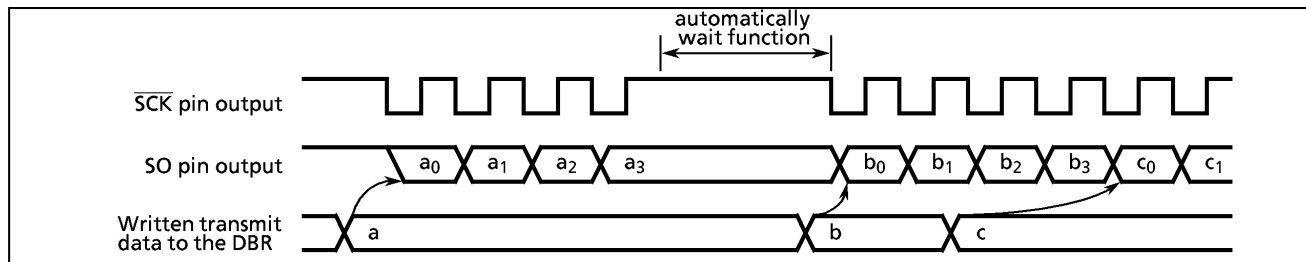 automatically
wait function
S̅C̅K̅ pin output
SO pin output
a₀ a₁ a₂ a₃ b₀ b₁ b₂ b₃ c₀ c₁
Written transmit
data to the DBR
a b c